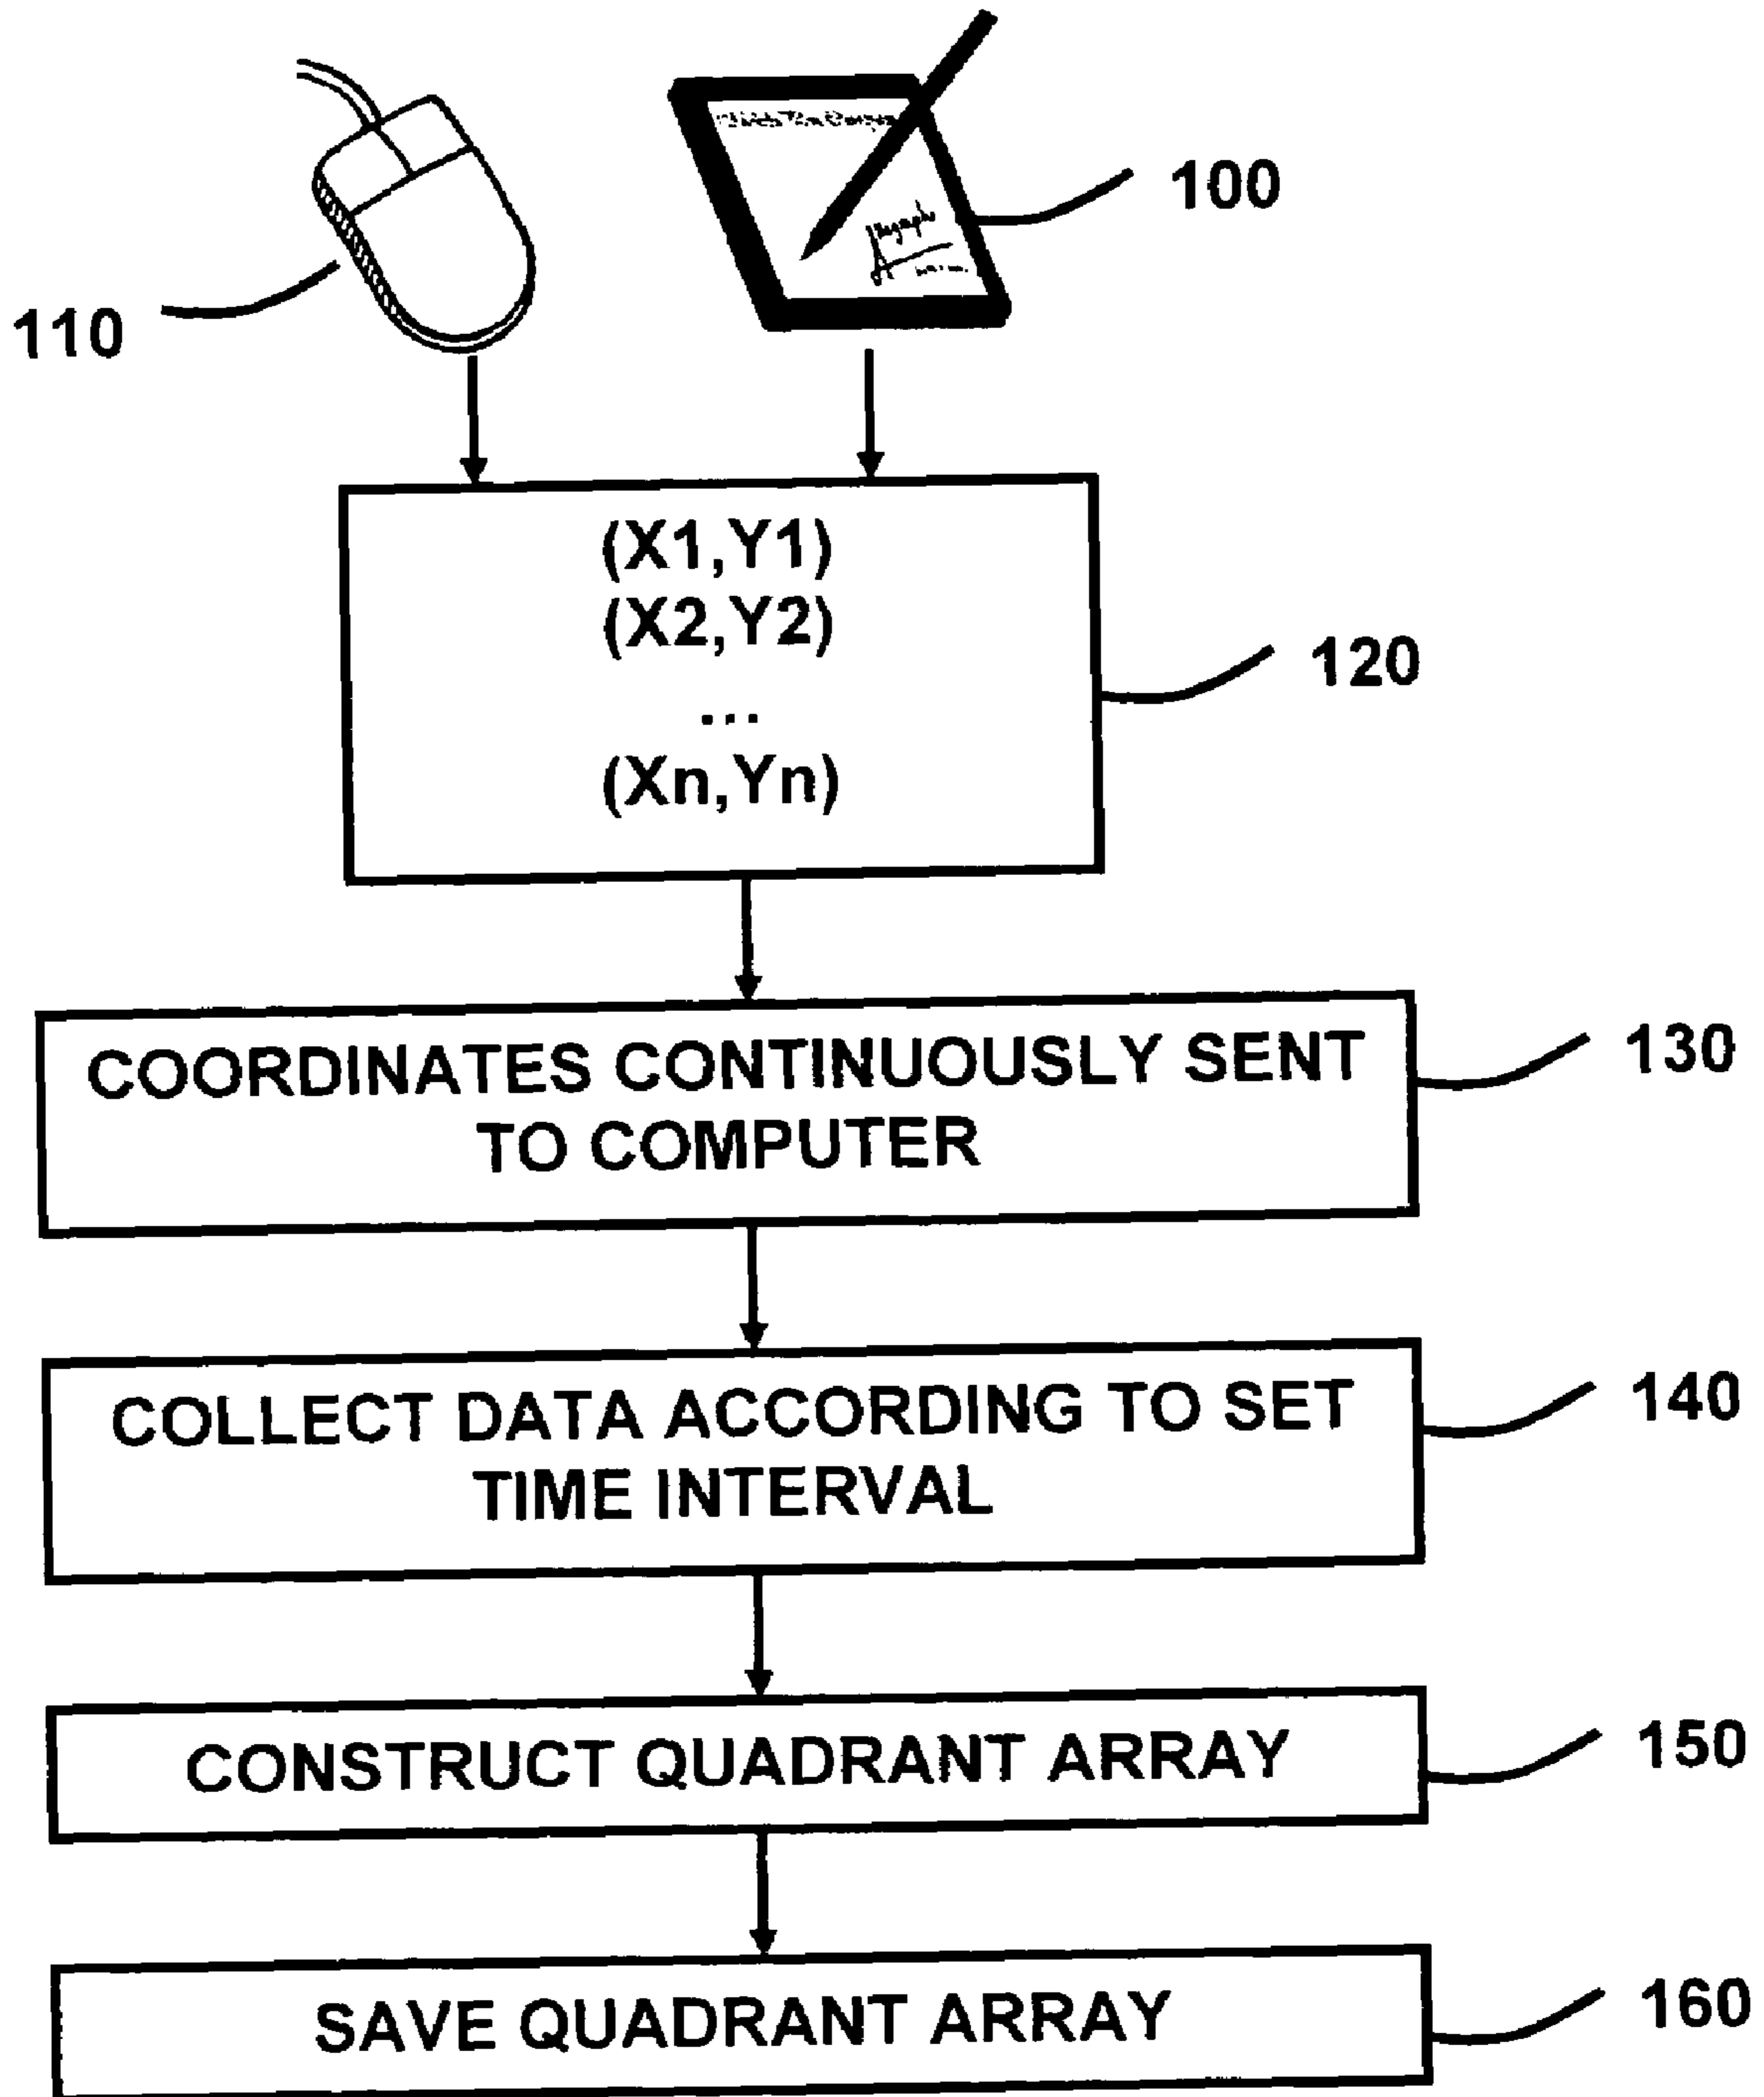 100
110
(X1,Y1)
(X2,Y2)
...
(Xn,Yn)
120
COORDINATES CONTINUOUSLY SENT
TO COMPUTER
130
COLLECT DATA ACCORDING TO SET
TIME INTERVAL
140
CONSTRUCT QUADRANT ARRAY
150
SAVE QUADRANT ARRAY
160